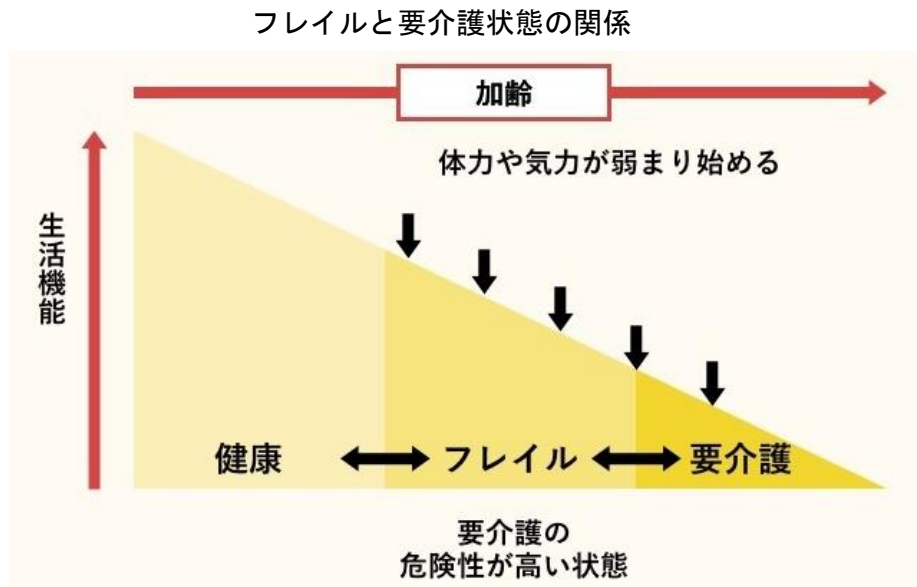 フレイルと要介護状態の関係
加齢
体力や気力が弱まり始める
生活機能
健康
フレイル
要介護
要介護の
危険性が高い状態